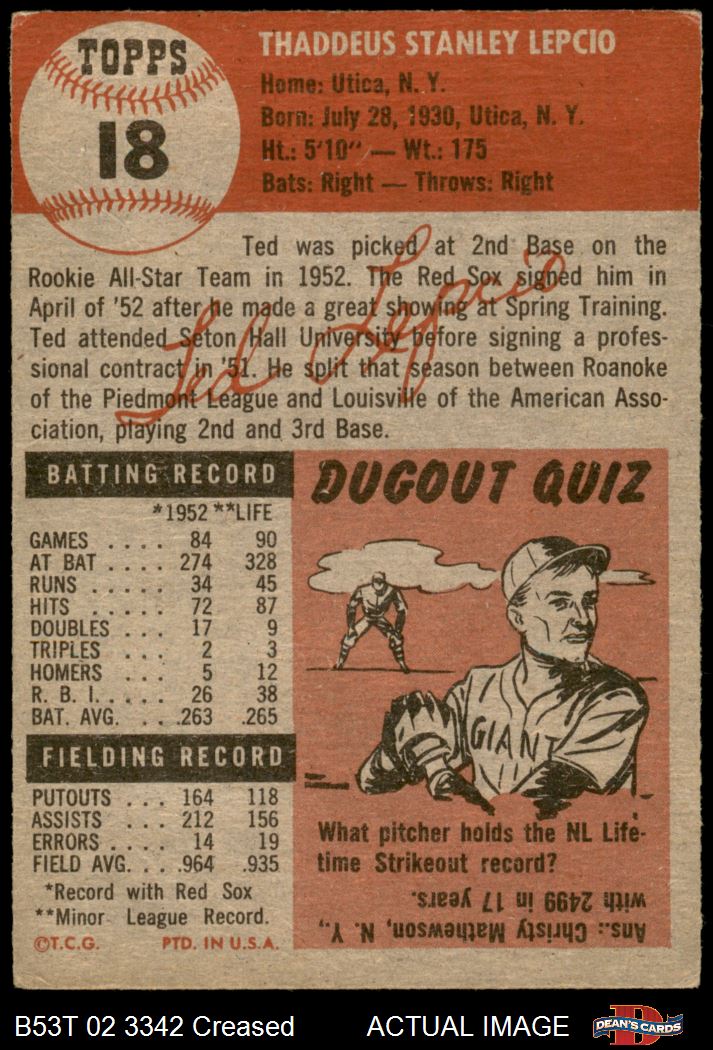 TOPPS
18
THADDEUS STANLEY LEPCIO
Home: Utica, N. Y.
Born: July 28, 1930, Utica, N. Y.
Ht.: 5'10" — Wt.: 175
Bats: Right — Throws: Right
Ted was picked at 2nd Base on the
Rookie All-Star Team in 1952. The Red Sox signed him in
April of '52 after he made a great showing at Spring Training.
Ted attended Seton Hall University before signing a profes-
sional contract in '51. He split that season between Roanoke
of the Piedmont League and Louisville of the American Asso-
ciation, playing 2nd and 3rd Base.
Ted Lepcio
BATTING RECORD
*1952 **LIFE
GAMES .... 84 90
AT BAT .... 274 328
RUNS ..... 34 45
HITS ..... 72 87
DOUBLES ... 17 9
TRIPLES ... 2 3
HOMERS ... 5 12
R. B. I. .... 26 38
BAT. AVG. .. .263 .265
FIELDING RECORD
PUTOUTS ... 164 118
ASSISTS ... 212 156
ERRORS .... 14 19
FIELD AVG. .. .964 .935
*Record with Red Sox
**Minor League Record.
©T.C.G. PTD. IN U.S.A.
DUGOUT QUIZ
GIANT
What pitcher holds the NL Life-
time Strikeout record?
Ans.: Christy Mathewson, N. Y.,
with 2499 in 17 years.
B53T 02 3342 Creased ACTUAL IMAGE
D
DEAN'S CARDS